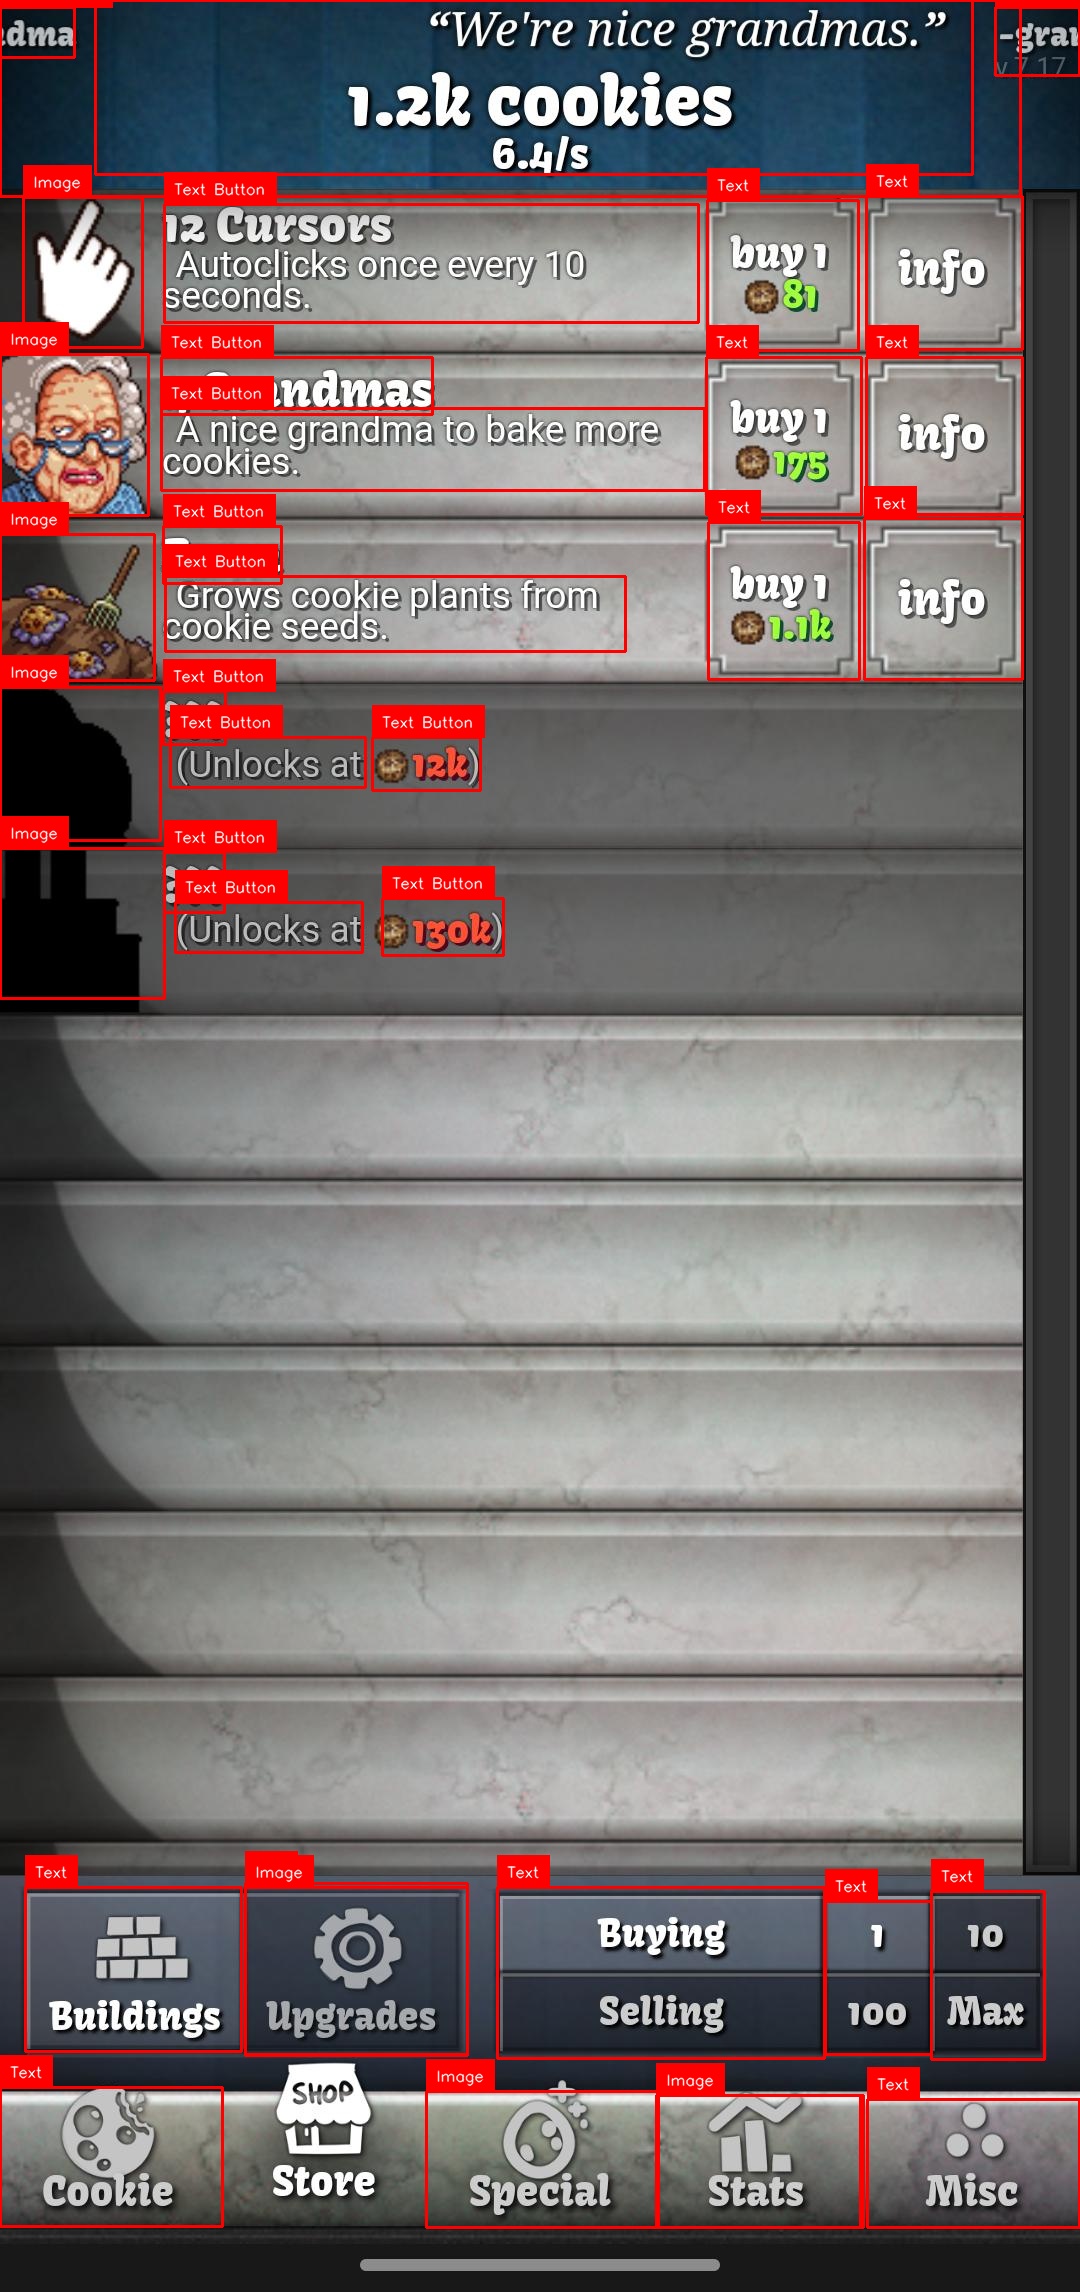 “We're nice grandmas.”
dma
-gra
v.7.17
1.2k cookies
6.4/s
Image
Text Button
Text
Text
12 Cursors
Autoclicks once every 10
seconds.
buy 1
81
info
Image
Text Button
Text
Text
Text Button
ndmas
A nice grandma to bake more
cookies.
buy 1
175
info
Image
Text Button
Text
Text
Text Button
Grows cookie plants from
cookie seeds.
buy 1
1.1k
info
Image
Text Button
Text Button
Text Button
(Unlocks at 12k)
Image
Text Button
Text Button
Text Button
(Unlocks at 130k)
Text
Image
Text
Text
Text
Buildings
Upgrades
Buying
1
10
Selling
100
Max
Text
Image
Image
Text
SHOP
Cookie
Store
Special
Stats
Misc